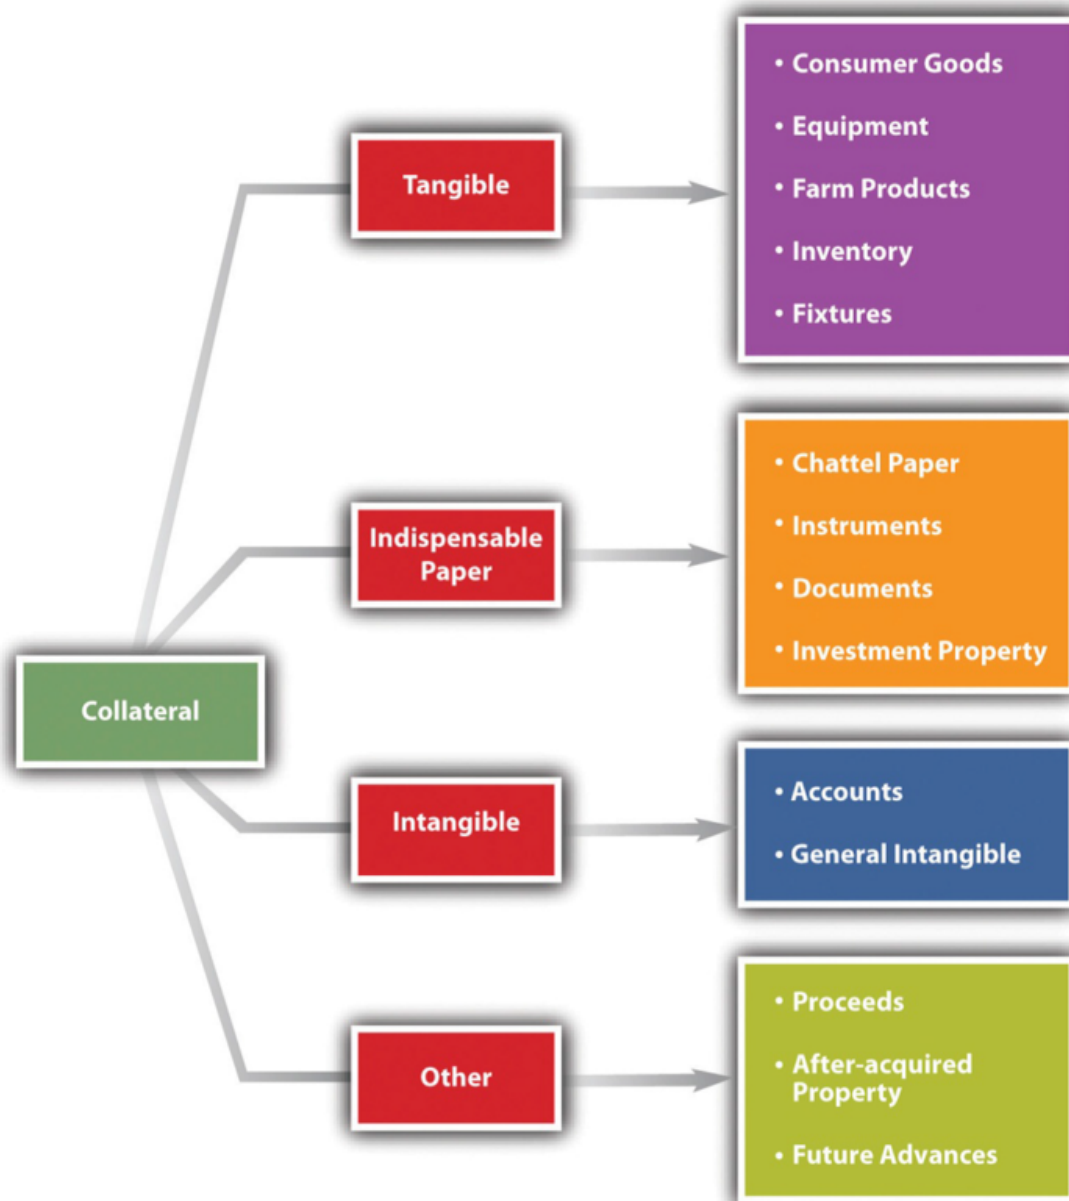 Collateral
Tangible
• Consumer Goods
• Equipment
• Farm Products
• Inventory
• Fixtures
Indispensable
Paper
• Chattel Paper
• Instruments
• Documents
• Investment Property
Intangible
• Accounts
• General Intangible
Other
• Proceeds
• After-acquired
Property
• Future Advances